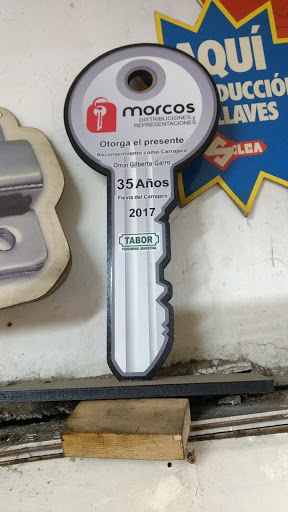 morcos
DISTRIBUCIONES y
REPRESENTACIONES
Otorga el presente
Reconocimiento como Cerrajero
Omar Gilberto Garro
35 Años
Fiesta del Cerrajero
2017
TABOR
AQUÍ
DUCCIÓN
LLAVES
SILCA